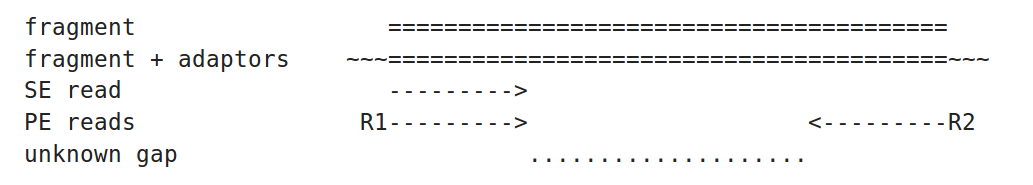 fragment                  ========================================
fragment + adaptors    ~~~========================================~~~
SE read                   --------->
PE reads                R1--------->                    <---------R2
unknown gap                         ....................